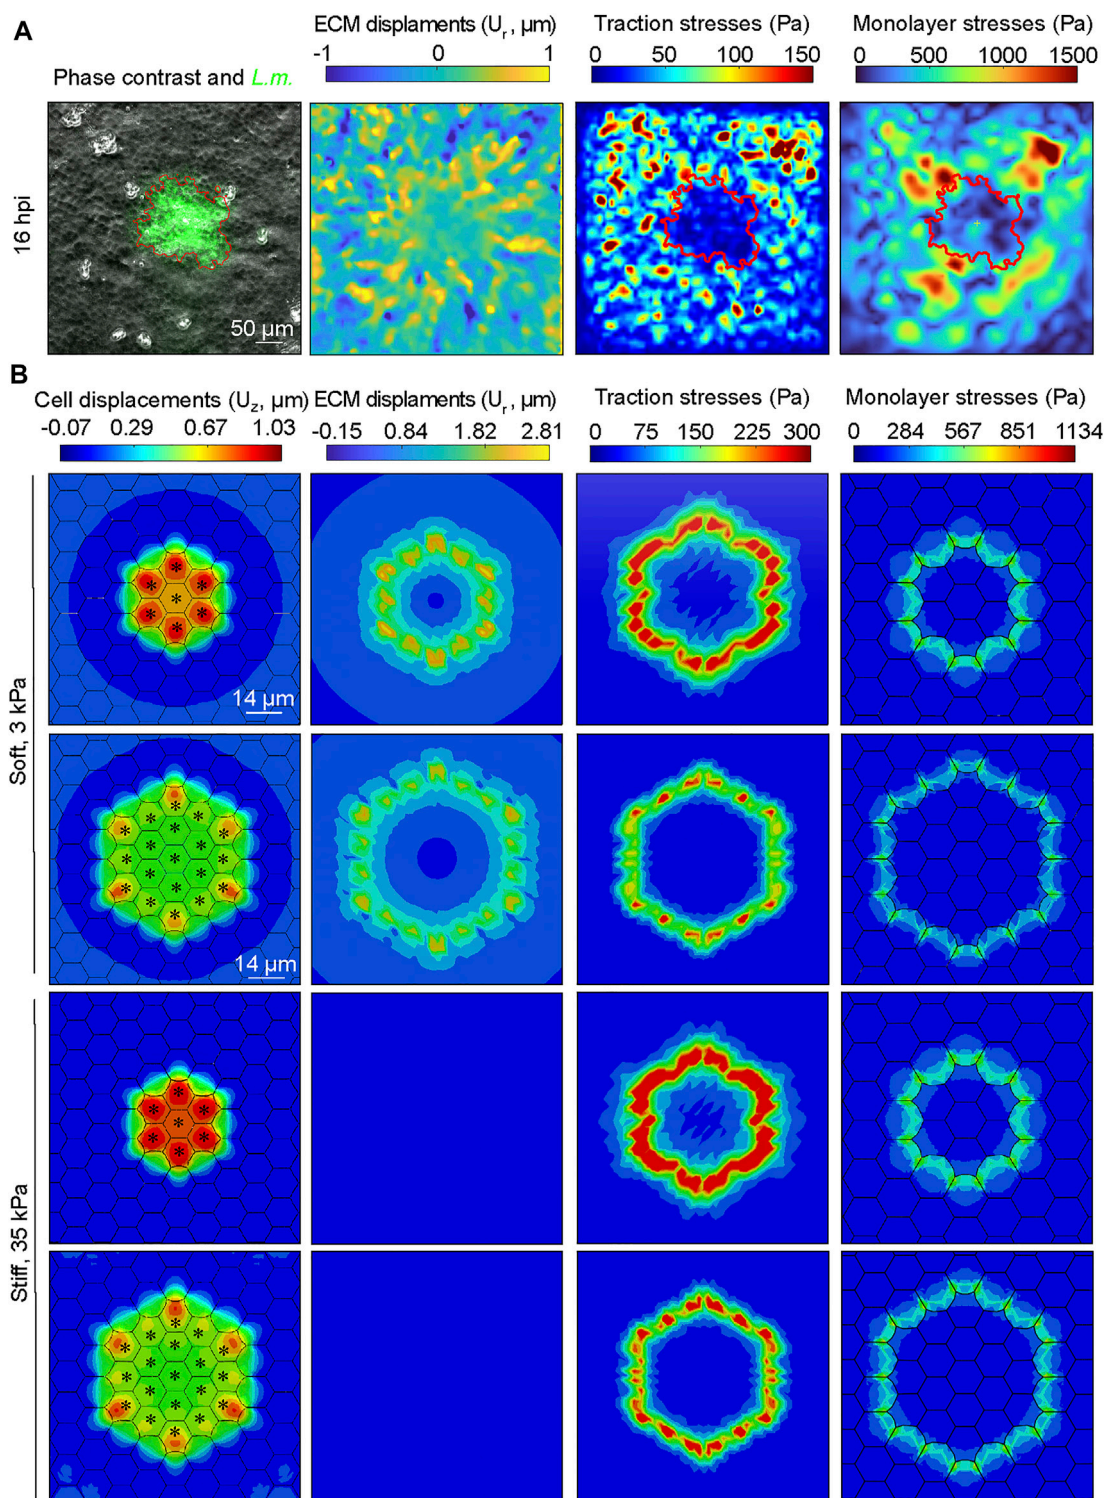 A
Phase contrast and L.m.
ECM displaments (Ur, µm)
-1 0 1
Traction stresses (Pa)
0 50 100 150
Monolayer stresses (Pa)
0 500 1000 1500
16 hpi
50 µm
B
Cell displacements (Uz, µm)
-0.07 0.29 0.67 1.03
ECM displaments (Ur, µm)
-0.15 0.84 1.82 2.81
Traction stresses (Pa)
0 75 150 225 300
Monolayer stresses (Pa)
0 284 567 851 1134
Soft, 3 kPa
* * * * * * *
14 µm
* * * * * * * * * * * * * * * * * * *
14 µm
Stiff, 35 kPa
* * * * * * *
* * * * * * * * * * * * * * * * * * *